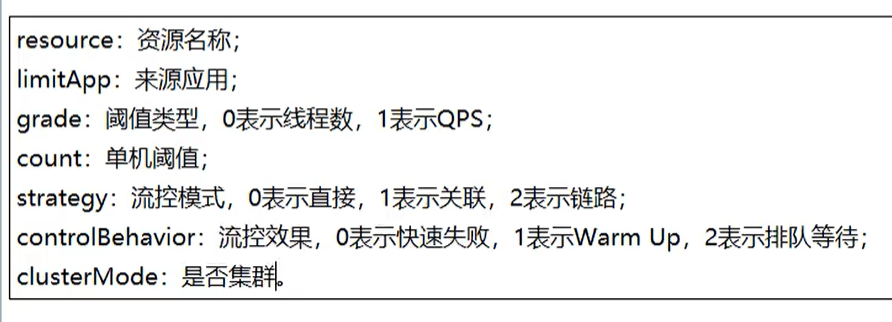 resource：资源名称；
limitApp：来源应用；
grade：阈值类型，0表示线程数，1表示QPS；
count：单机阈值；
strategy：流控模式，0表示直接，1表示关联，2表示链路；
controlBehavior：流控效果，0表示快速失败，1表示Warm Up，2表示排队等待；
clusterMode：是否集群。